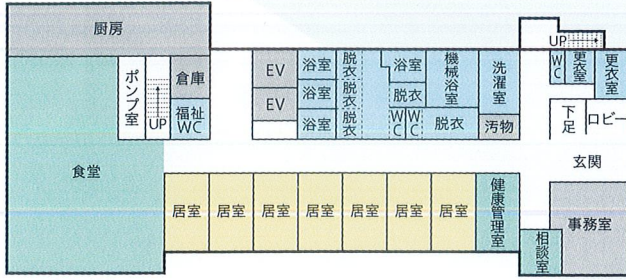 厨房
UP
食堂
ポンプ室
UP
倉庫
福祉
WC
EV
EV
浴室
浴室
浴室
脱衣
脱衣
脱衣
浴室
脱衣
WC
WC
機械浴室
脱衣
洗濯室
汚物
WC
更衣室
更衣室
下足
ロビー
玄関
居室
居室
居室
居室
居室
居室
居室
健康管理室
相談室
事務室